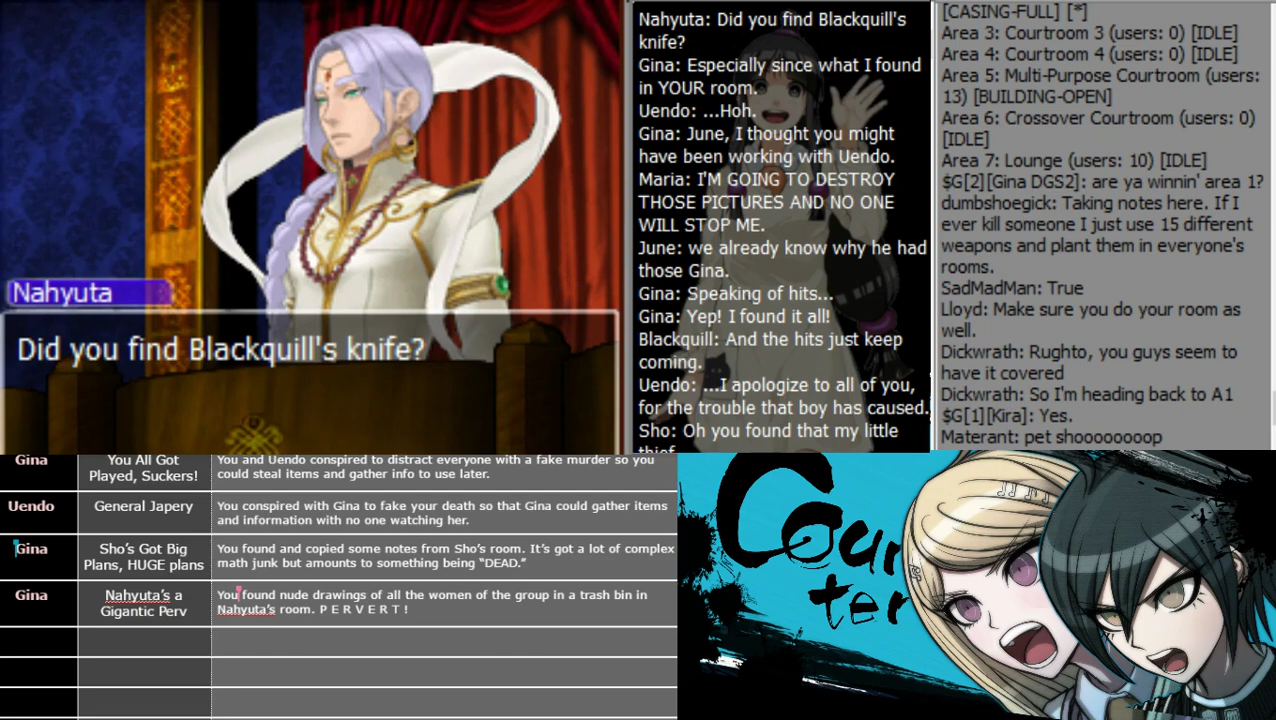 Nahyuta
Did you find Blackquill's knife?
Nahyuta: Did you find Blackquill's
knife?
Gina: Especially since what I found
in YOUR room.
Uendo: ...Hoh.
Gina: June, I thought you might
have been working with Uendo.
Maria: I'M GOING TO DESTROY
THOSE PICTURES AND NO ONE
WILL STOP ME.
June: we already know why he had
those Gina.
Gina: Speaking of hits...
Gina: Yep! I found it all!
Blackquill: And the hits just keep
coming.
Uendo: ...I apologize to all of you,
for the trouble that boy has caused.
Sho: Oh you found that my little
thief
[CASING-FULL] [*]
Area 3: Courtroom 3 (users: 0) [IDLE]
Area 4: Courtroom 4 (users: 0) [IDLE]
Area 5: Multi-Purpose Courtroom (users:
13) [BUILDING-OPEN]
Area 6: Crossover Courtroom (users: 0)
[IDLE]
Area 7: Lounge (users: 10) [IDLE]
$G[2][Gina DGS2]: are ya winnin' area 1?
dumbshoegick: Taking notes here. If I
ever kill someone I just use 15 different
weapons and plant them in everyone's
rooms.
SadMadMan: True
Lloyd: Make sure you do your room as
well.
Dickwrath: Rughto, you guys seem to
have it covered
Dickwrath: So I'm heading back to A1
$G[1][Kira]: Yes.
Materant: pet shooooooop
Gina
You All Got
Played, Suckers!
You and Uendo conspired to distract everyone with a fake murder so you
could steal items and gather info to use later.
Uendo
General Japery
You conspired with Gina to fake your death so that Gina could gather items
and information with no one watching her.
Gina
Sho's Got Big
Plans, HUGE plans
You found and copied some notes from Sho's room. It's got a lot of complex
math junk but amounts to something being “DEAD.”
Gina
Nahyuta's a
Gigantic Perv
You found nude drawings of all the women of the group in a trash bin in
Nahyuta's room. P E R V E R T !
Coun
ter